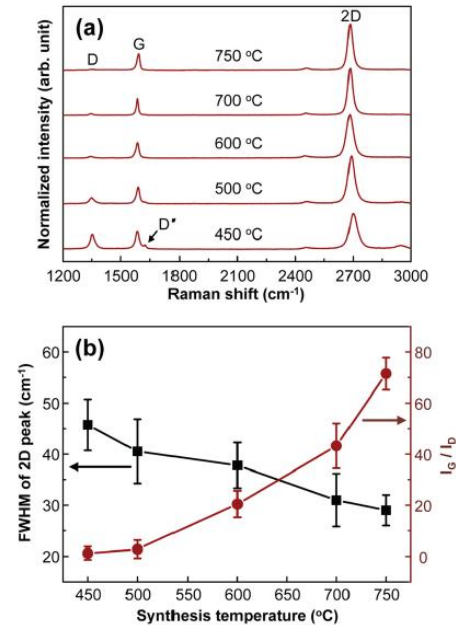 (a)
2D
D
G
750 °C
700 °C
600 °C
500 °C
D"
450 °C
Normalized intensity (arb. unit)
1200 1500 1800 2100 2400 2700 3000
Raman shift (cm-1)
(b)
60
50
40
30
20
FWHM of 2D peak (cm-1)
80
60
40
20
0
IG / ID
450 500 550 600 650 700 750
Synthesis temperature (°C)